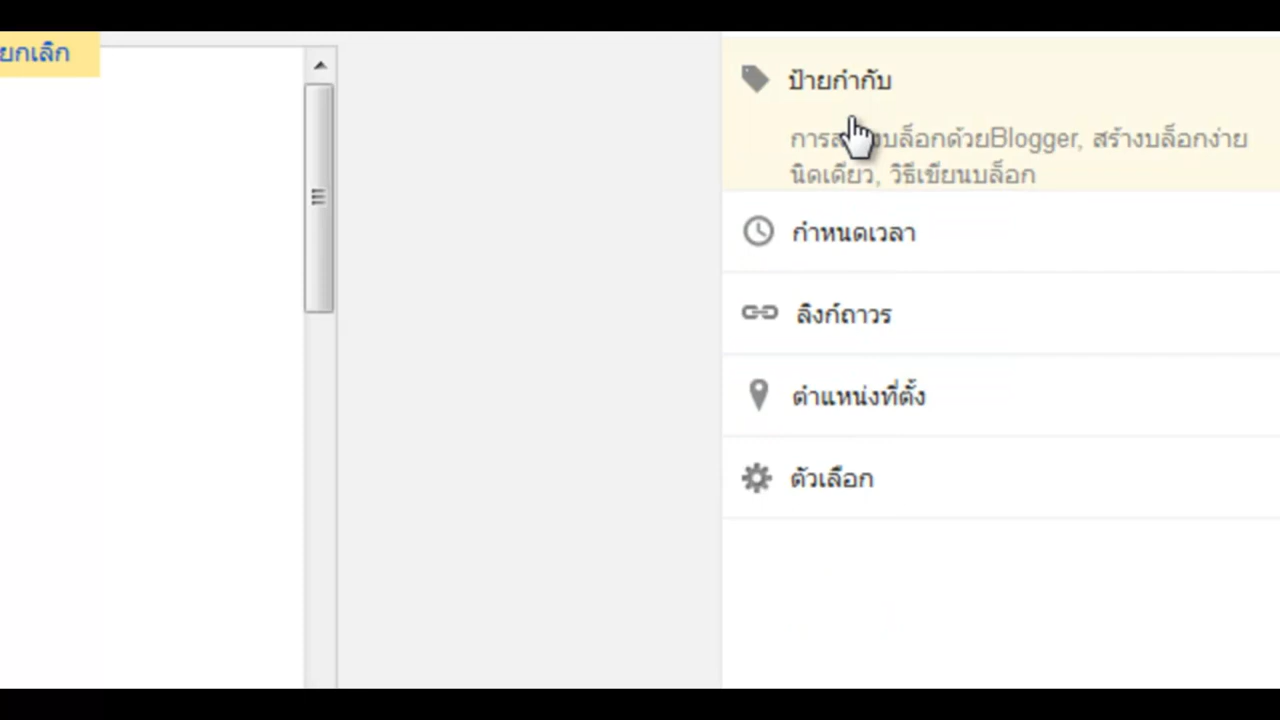 ยกเลิก
ป้ายกำกับ
การสร้างบล็อกด้วยBlogger, สร้างบล็อกง่าย
นิดเดียว, วิธีเขียนบล็อก
กำหนดเวลา
ลิงก์ถาวร
ตำแหน่งที่ตั้ง
ตัวเลือก